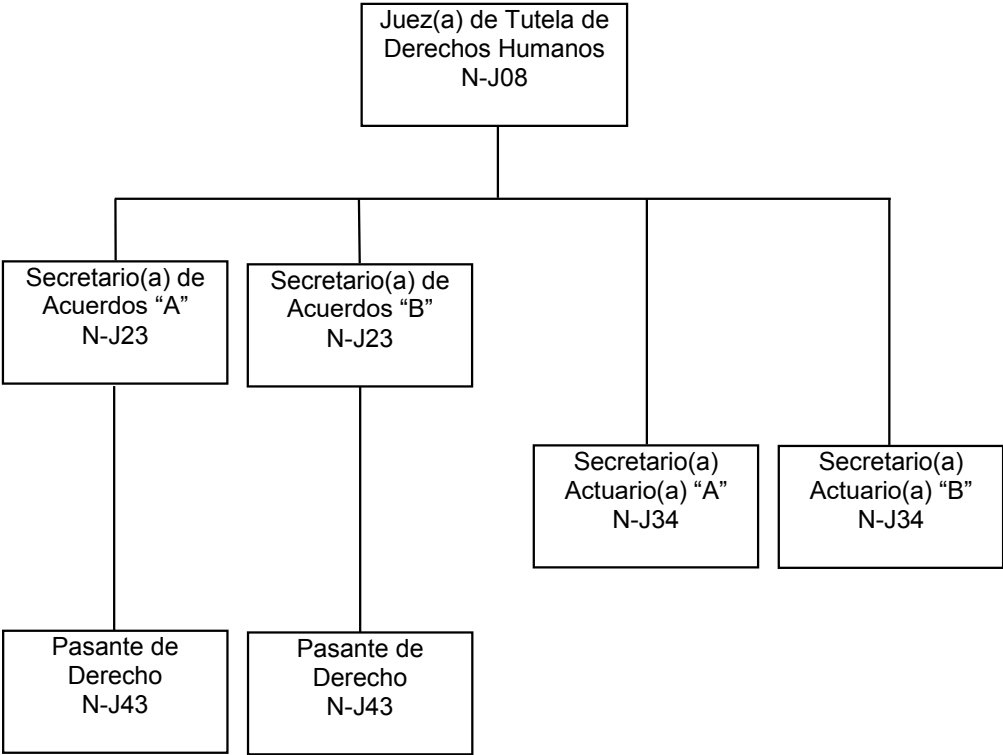 Juez(a) de Tutela de
Derechos Humanos
N-J08
Secretario(a) de
Acuerdos “A”
N-J23
Secretario(a) de
Acuerdos “B”
N-J23
Secretario(a)
Actuario(a) “A”
N-J34
Secretario(a)
Actuario(a) “B”
N-J34
Pasante de
Derecho
N-J43
Pasante de
Derecho
N-J43